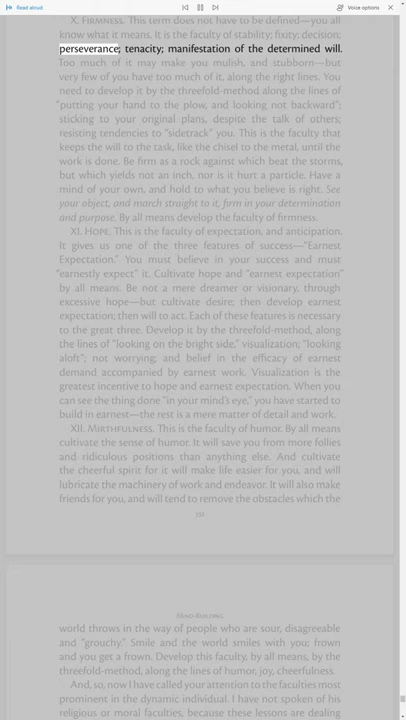 Read aloud
Voice options
X. FIRMNESS. This term does not have to be defined—you all
know what it means. It is the faculty of stability; fixity; decision;
perseverance; tenacity; manifestation of the determined will.
Too much of it may make you mulish, and stubborn—but
very few of you have too much of it, along the right lines. You
need to develop it by the threefold-method along the lines of
"putting your hand to the plow, and looking not backward";
sticking to your original plans, despite the talk of others;
resisting tendencies to "sidetrack" you. This is the faculty that
keeps the will to the task, like the chisel to the metal, until the
work is done. Be firm as a rock against which beat the storms,
but which yields not an inch, nor is it hurt a particle. Have a
mind of your own, and hold to what you believe is right. See
your object, and march straight to it, firm in your determination
and purpose. By all means develop the faculty of firmness.
XI. HOPE. This is the faculty of expectation, and anticipation.
It gives us one of the three features of success—"Earnest
Expectation." You must believe in your success and must
"earnestly expect" it. Cultivate hope and "earnest expectation"
by all means. Be not a mere dreamer or visionary, through
excessive hope—but cultivate desire; then develop earnest
expectation; then will to act. Each of these features is necessary
to the great three. Develop it by the threefold-method, along
the lines of "looking on the bright side," visualization; "looking
aloft"; not worrying; and belief in the efficacy of earnest
demand accompanied by earnest work. Visualization is the
greatest incentive to hope and earnest expectation. When you
can see the thing done "in your mind's eye," you have started to
build in earnest—the rest is a mere matter of detail and work.
XII. MIRTHFULNESS. This is the faculty of humor. By all means
cultivate the sense of humor. It will save you from more follies
and ridiculous positions than anything else. And cultivate
the cheerful spirit for it will make life easier for you, and will
lubricate the machinery of work and endeavor. It will also make
friends for you, and will tend to remove the obstacles which the
Mind-Building
world throws in the way of people who are sour, disagreeable
and "grouchy." Smile and the world smiles with you; frown
and you get a frown. Develop this faculty, by all means, by the
threefold-method, along the lines of humor, joy, cheerfulness.
And, so, now I have called your attention to the faculties most
prominent in the dynamic individual. I have not spoken of his
religious or moral faculties, because these lessons are dealing